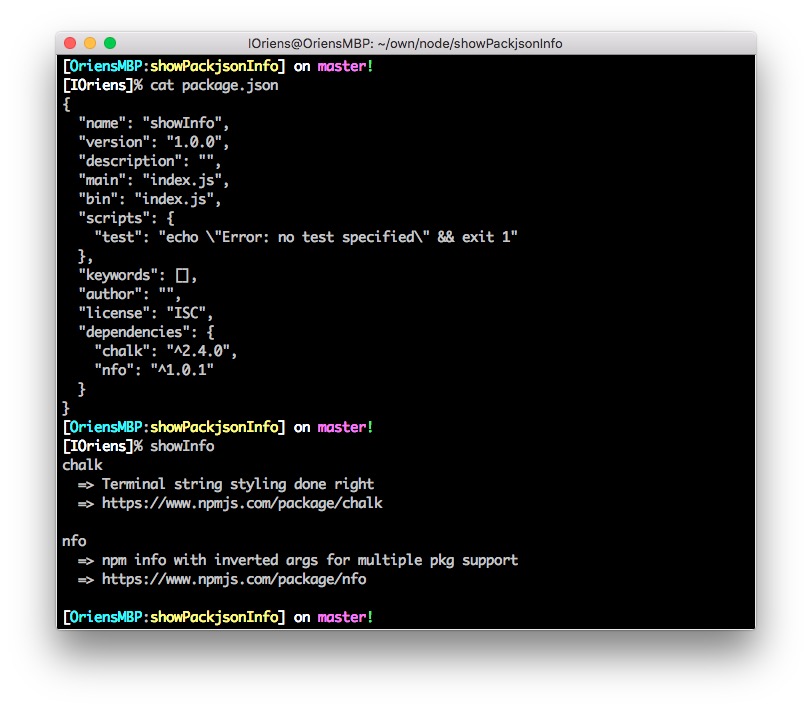 IOriens@OriensMBP: ~/own/node/showPackjsonInfo
[OriensMBP:showPackjsonInfo] on master!
[IOriens]% cat package.json
{
  "name": "showInfo",
  "version": "1.0.0",
  "description": "",
  "main": "index.js",
  "bin": "index.js",
  "scripts": {
    "test": "echo \"Error: no test specified\" && exit 1"
  },
  "keywords": [],
  "author": "",
  "license": "ISC",
  "dependencies": {
    "chalk": "^2.4.0",
    "nfo": "^1.0.1"
  }
}
[OriensMBP:showPackjsonInfo] on master!
[IOriens]% showInfo
chalk
  => Terminal string styling done right
  => https://www.npmjs.com/package/chalk

nfo
  => npm info with inverted args for multiple pkg support
  => https://www.npmjs.com/package/nfo

[OriensMBP:showPackjsonInfo] on master!